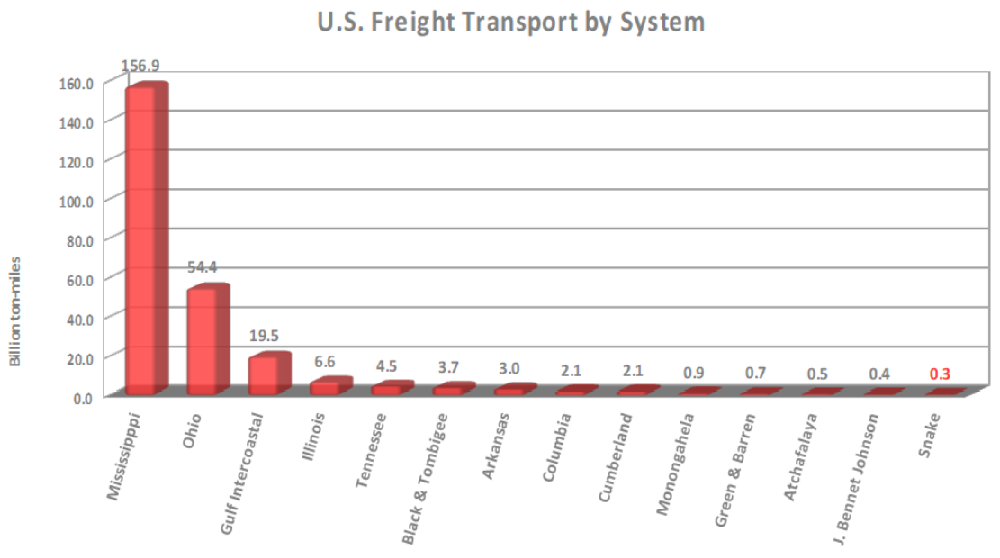 U.S. Freight Transport by System
Billion ton-miles
160.0
140.0
120.0
100.0
80.0
60.0
40.0
20.0
0.0
156.9
54.4
19.5
6.6
4.5
3.7
3.0
2.1
2.1
0.9
0.7
0.5
0.4
0.3
Mississipppi
Ohio
Gulf Intercoastal
Illinois
Tennessee
Black & Tombigee
Arkansas
Columbia
Cumberland
Monongahela
Green & Barren
Atchafalaya
J. Bennet Johnson
Snake